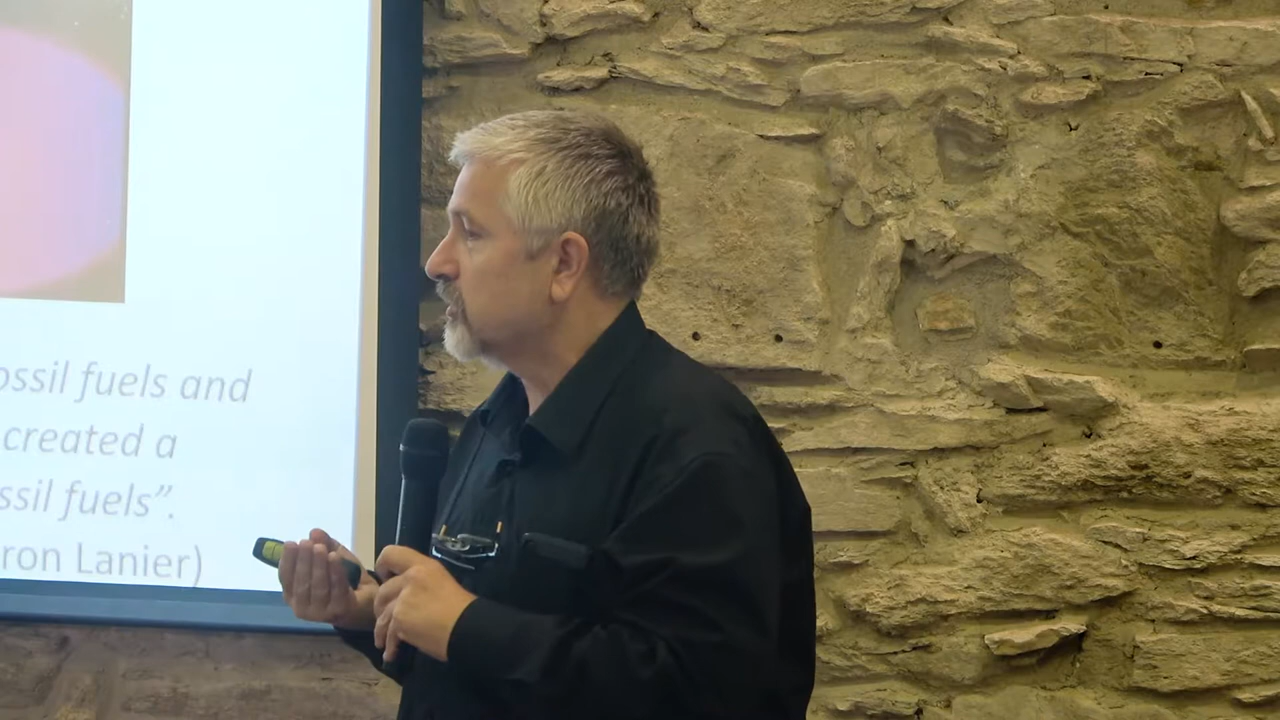 ossil fuels and
created a
ssil fuels”.
ron Lanier)